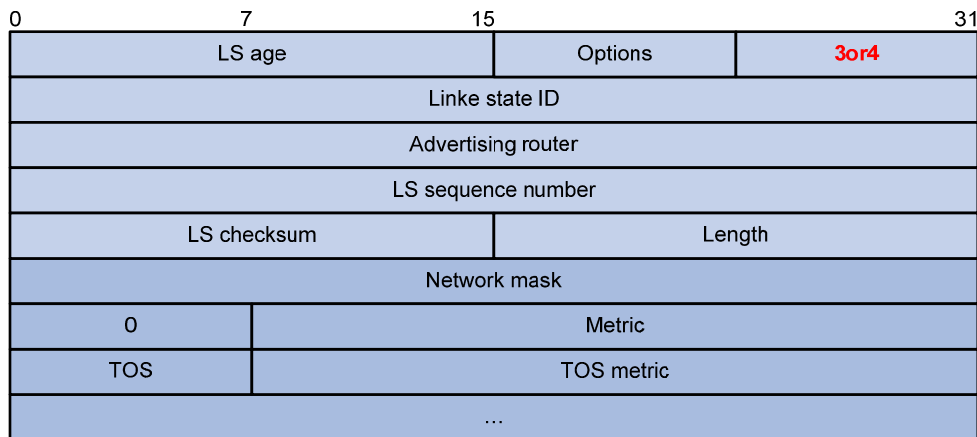 0 7 15 31
LS age Options 3or4
Linke state ID
Advertising router
LS sequence number
LS checksum Length
Network mask
0 Metric
TOS TOS metric
...